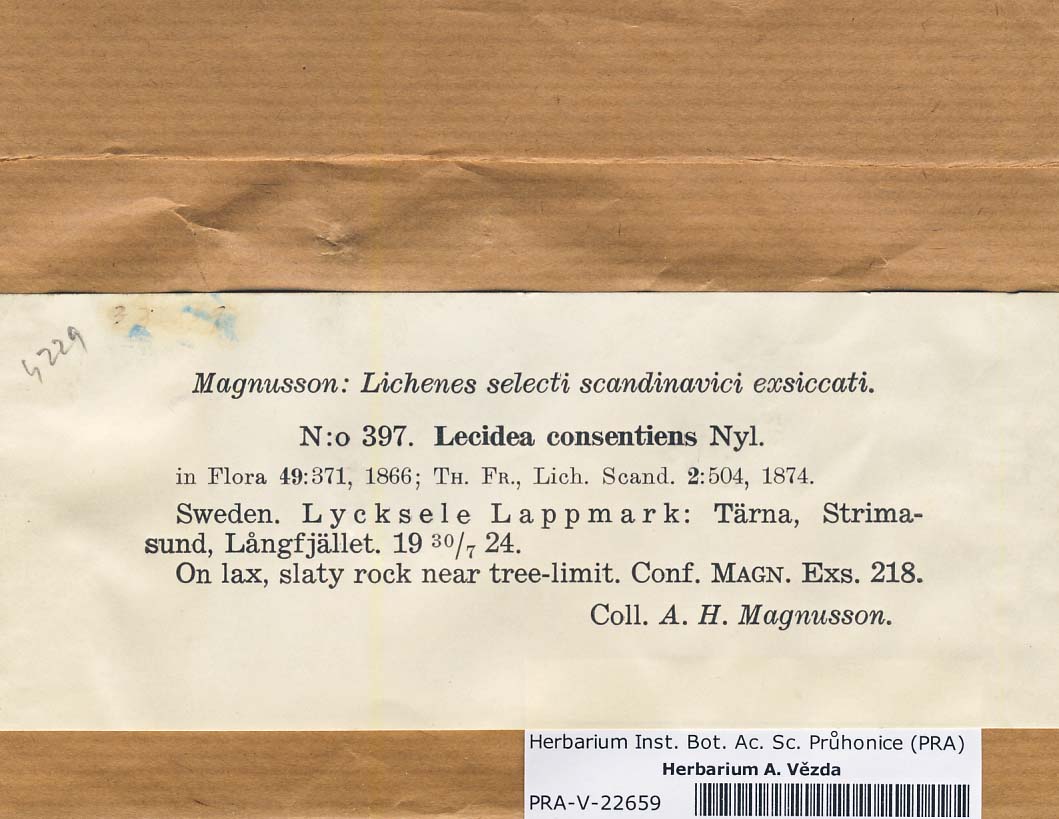 4229
Magnusson: Lichenes selecti scandinavici exsiccati.
N:o 397. Lecidea consentiens Nyl.
in Flora 49:371, 1866; TH. FR., Lich. Scand. 2:504, 1874.
Sweden. Lycksele Lappmark: Tärna, Strima-
sund, Långfjället. 19 30/7 24.
On lax, slaty rock near tree-limit. Conf. MAGN. Exs. 218.
Coll. A. H. Magnusson.
Herbarium Inst. Bot. Ac. Sc. Průhonice (PRA)
Herbarium A. Vězda
PRA-V-22659